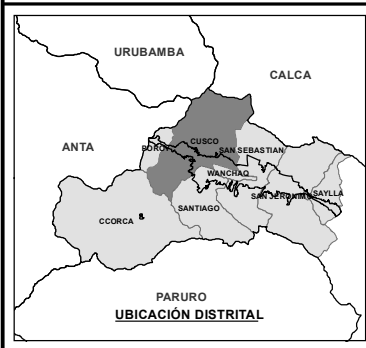 URUBAMBA
CALCA
ANTA
POROY
CUSCO
SAN SEBASTIAN
WANCHAQ
SAN JERONIMO
SAYLLA
SANTIAGO
CCORCA
PARURO
UBICACIÓN DISTRITAL